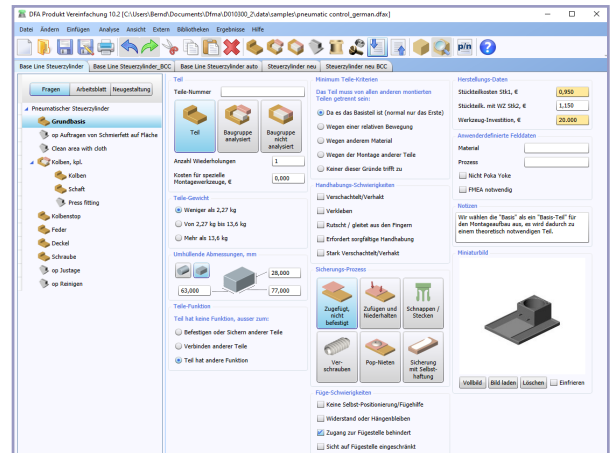 DFA Produkt Vereinfachung 10.2 [C:\Users\Bernd\Documents\Dfma\D010300_2\data\samples\pneumatic control_german.dfax]
Datei Ändern Einfügen Analyse Ansicht Extern Bibliotheken Ergebnisse Hilfe
p/n
Base Line Steuerzylinder Base Line Steuerzylinder_BCC Base Line Steuerzylinder auto Steuerzylinder neu Steuerzylinder neu BCC
Fragen Arbeitsblatt Neugestaltung
Pneumatischer Steuerzylinder
Grundbasis
op Auftragen von Schmierfett auf Fläche
Clean area with cloth
Kolben, kpl.
Kolben
Schaft
Press fitting
Kolbenstop
Feder
Deckel
Schraube
op Justage
op Reinigen
Teil
Teile-Nummer
Teil
Baugruppe analysiert
Baugruppe nicht analysiert
Anzahl Wiederholungen 1
Kosten für spezielle Montagewerkzeuge, € 0,000
Teile-Gewicht
Weniger als 2,27 kg
Von 2,27 kg bis 13,6 kg
Mehr als 13,6 kg
Umhüllende Abmessungen, mm
28,000
63,000 77,000
Teile-Funktion
Teil hat keine Funktion, ausser zum:
Befestigen oder Sichern anderer Teile
Verbinden anderer Teile
Teil hat andere Funktion
Minimum Teile-Kriterien
Das Teil muss von allen anderen montierten Teilen getrennt sein:
Da es das Basisteil ist (normal nur das Erste)
Wegen einer relativen Bewegung
Wegen anderem Material
Wegen der Montage anderer Teile
Keiner dieser Gründe trifft zu
Handhabungs-Schwierigkeiten
Verschachtelt/Verhakt
Verkleben
Rutscht / gleitet aus den Fingern
Erfordert sorgfältige Handhabung
Stark Verschachtelt/Verhakt
Sicherungs-Prozess
Zugefügt, nicht befestigt
Zufügen und Niederhalten
Schnappen / Stecken
Ver-schrauben
Pop-Nieten
Sicherung mit Selbst-haftung
Füge-Schwierigkeiten
Keine Selbst-Positionierung/Fügehilfe
Widerstand oder Hängenbleiben
Zugang zur Fügestelle behindert
Sicht auf Fügestelle eingeschränkt
Herstellungs-Daten
Stückteilkosten Stk1, € 0,950
Stückteilk. mit WZ Stk2, € 1,150
Werkzeug-Investition, € 20.000
Anwenderdefinierte Felddaten
Material
Prozess
Nicht Poka Yoke
FMEA notwendig
Notizen
Wir wählen die "Basis" als ein "Basis-Teil" für den Montageaufbau aus, es wird dadurch zu einem theoretisch notwendigen Teil.
Miniaturbild
Vollbild Bild laden Löschen Einfrieren